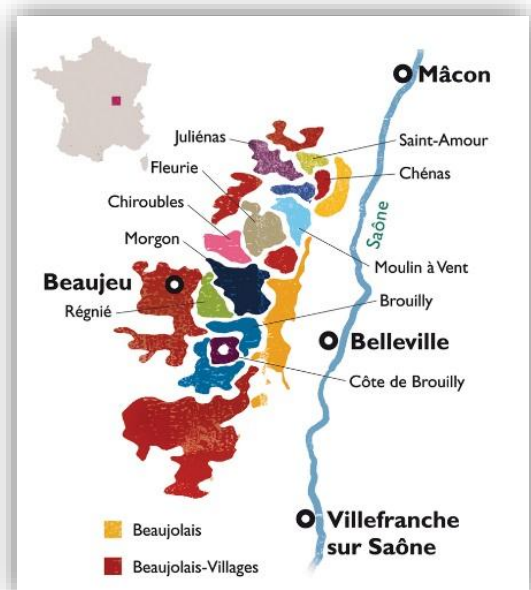 Mâcon
Juliénas
Saint-Amour
Fleurie
Chénas
Chiroubles
Saône
Morgon
Moulin à Vent
Beaujeu
Régnié
Brouilly
Belleville
Côte de Brouilly
Villefranche
sur Saône
Beaujolais
Beaujolais-Villages